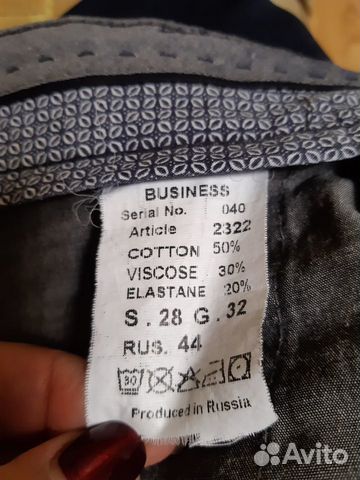 BUSINESS
Serial No. 040
Article 2322
COTTON 50%
VISCOSE 30%
ELASTANE 20%
S . 28 G . 32
RUS. 44
30
Produced in Russia
Avito